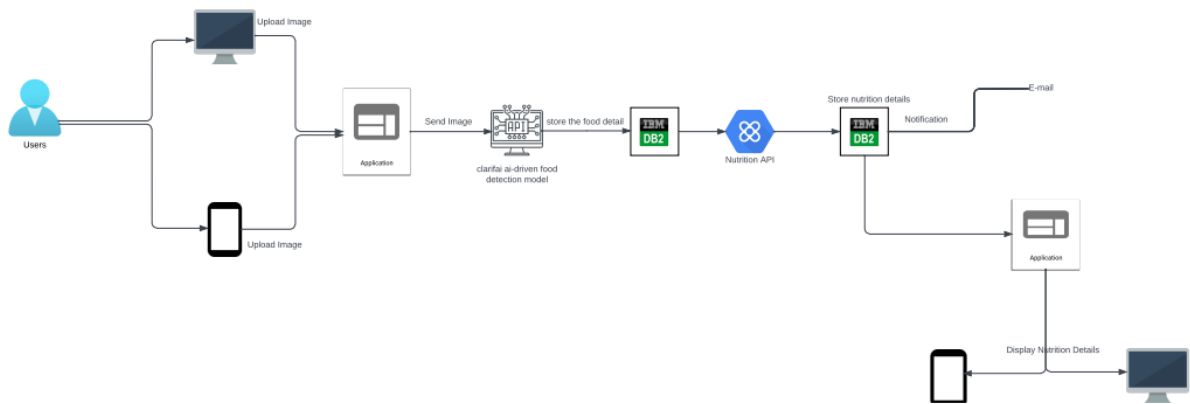 Upload Image
Users
Upload Image
Application
Send Image
API
clarifai ai-driven food
detection model
store the food detail
IBM
DB2
Nutrition API
Store nutrition details
IBM
DB2
Notification
E-mail
Application
Display Nutrition Details